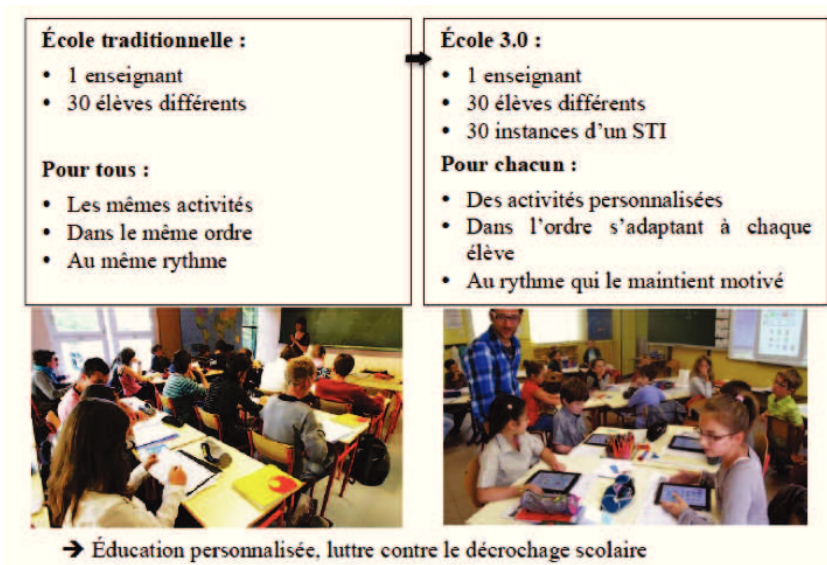 École traditionnelle :
• 1 enseignant
• 30 élèves différents
Pour tous :
• Les mêmes activités
• Dans le même ordre
• Au même rythme
École 3.0 :
• 1 enseignant
• 30 élèves différents
• 30 instances d’un STI
Pour chacun :
• Des activités personnalisées
• Dans l’ordre s’adaptant à chaque
élève
• Au rythme qui le maintient motivé
➔ Éducation personnalisée, luttre contre le décrochage scolaire